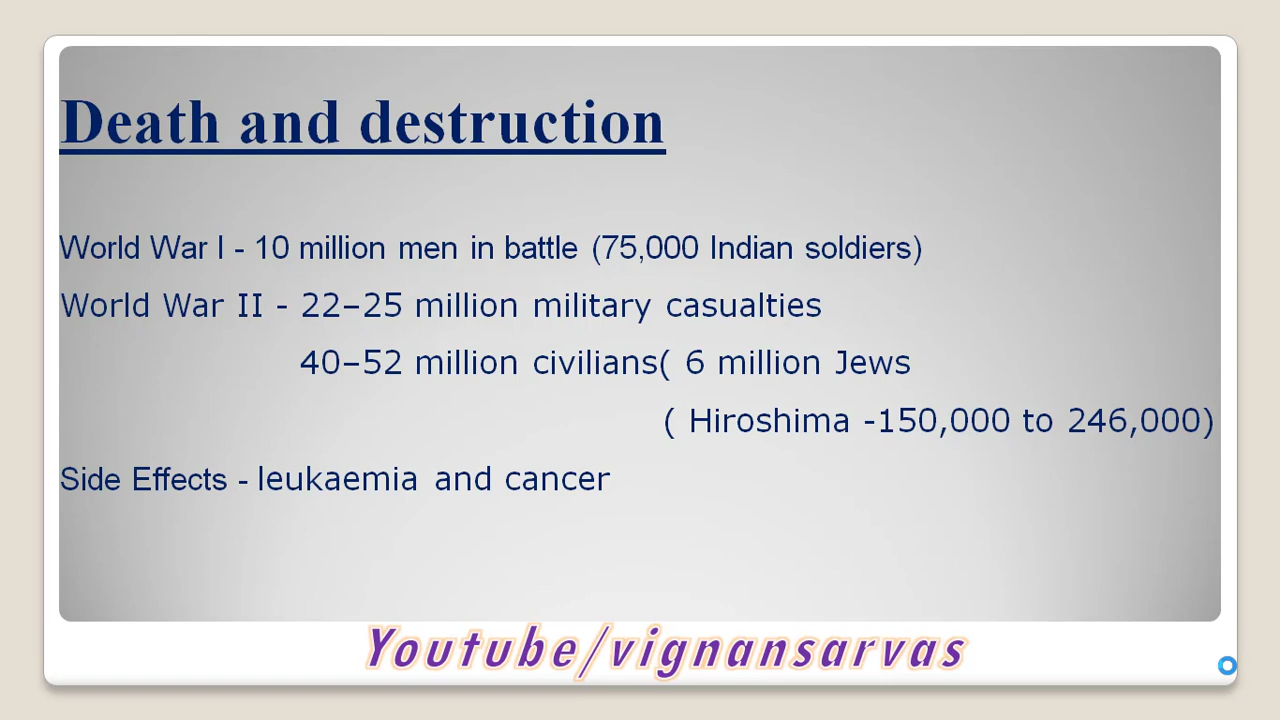 Death and destruction
World War I - 10 million men in battle (75,000 Indian soldiers)
World War II - 22–25 million military casualties
40–52 million civilians( 6 million Jews
( Hiroshima -150,000 to 246,000)
Side Effects - leukaemia and cancer
Youtube/vignansarvas